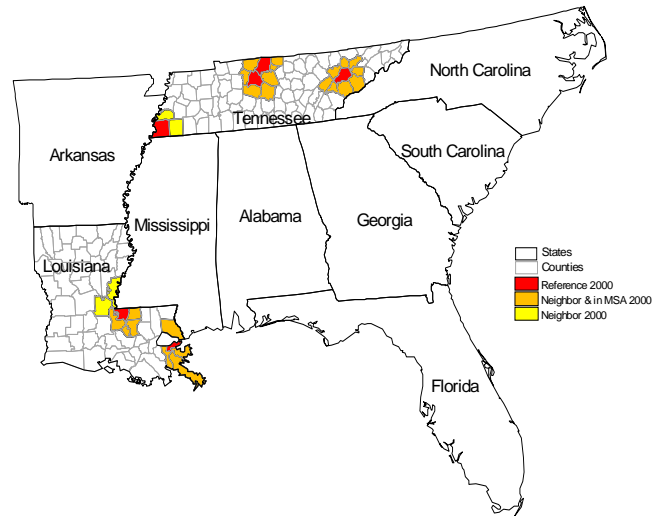 North Carolina
Tennessee
Arkansas
South Carolina
Mississippi
Alabama
Georgia
Louisiana
States
Counties
Reference 2000
Neighbor & in MSA 2000
Neighbor 2000
Florida